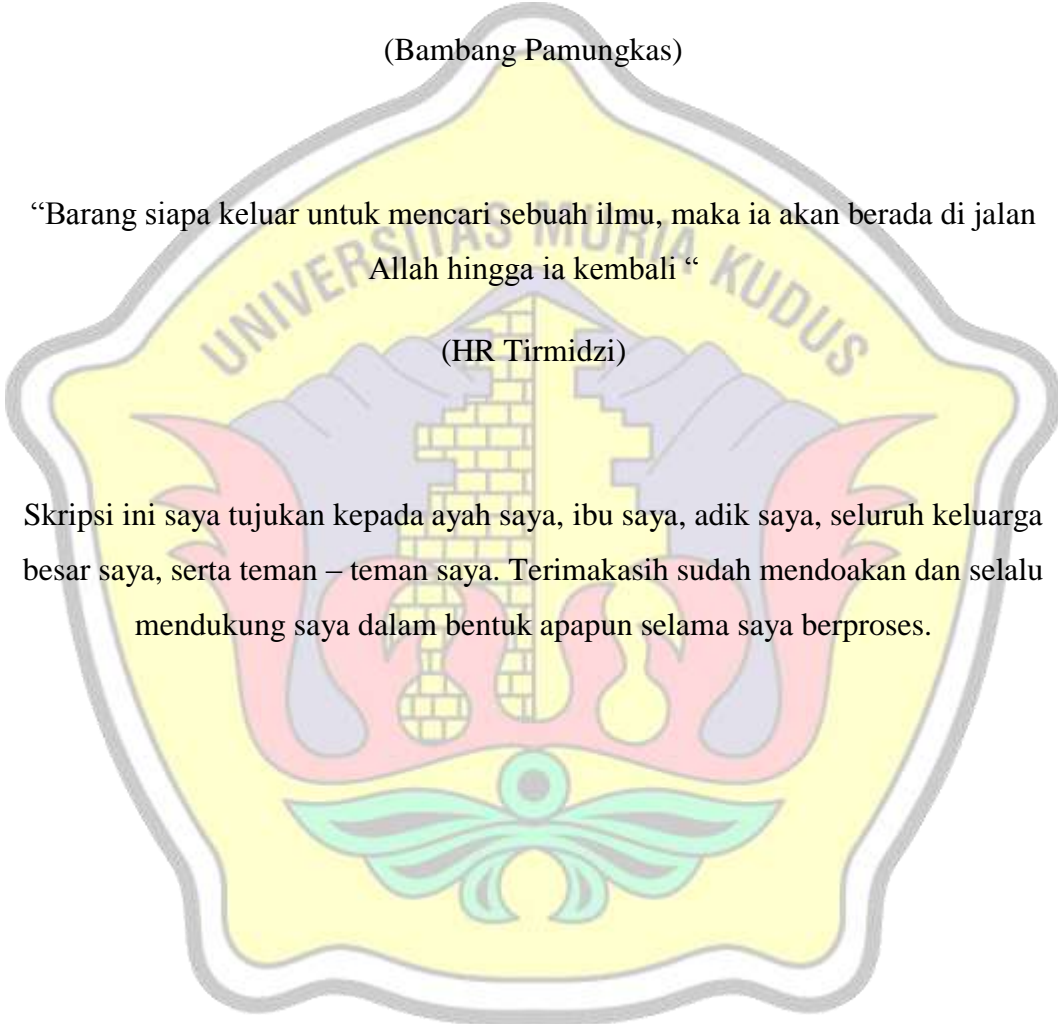 (Bambang Pamungkas)
“Barang siapa keluar untuk mencari sebuah ilmu, maka ia akan berada di jalan
Allah hingga ia kembali “
UNIVERSITAS MURIA KUDUS
(HR Tirmidzi)
Skripsi ini saya tujukan kepada ayah saya, ibu saya, adik saya, seluruh keluarga
besar saya, serta teman – teman saya. Terimakasih sudah mendoakan dan selalu
mendukung saya dalam bentuk apapun selama saya berproses.